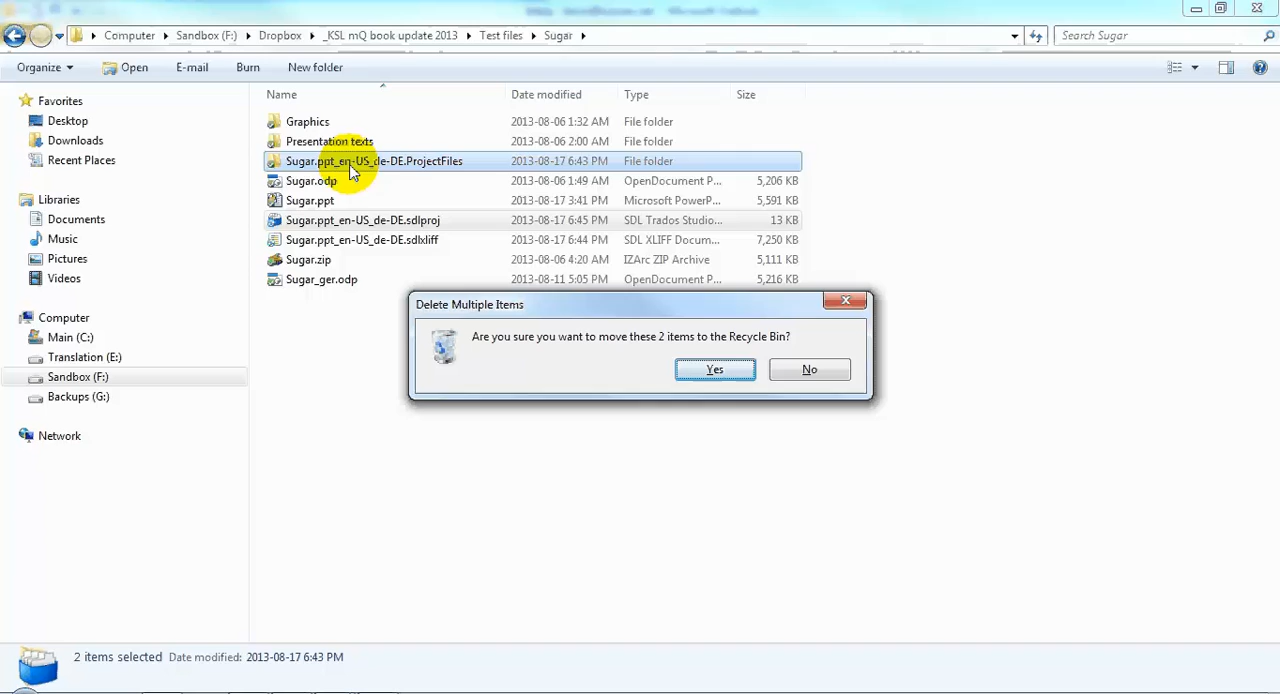 Computer Sandbox (F:) Dropbox _KSL mQ book update 2013 Test files Sugar Search Sugar
Organize Open E-mail Burn New folder
Favorites
Desktop
Downloads
Recent Places
Libraries
Documents
Music
Pictures
Videos
Computer
Main (C:)
Translation (E:)
Sandbox (F:)
Backups (G:)
Network
Name Date modified Type Size
Graphics 2013-08-06 1:32 AM File folder
Presentation texts 2013-08-06 2:00 AM File folder
Sugar.ppt_en-US_de-DE.ProjectFiles 2013-08-17 6:43 PM File folder
Sugar.odp 2013-08-06 1:49 AM OpenDocument P... 5,206 KB
Sugar.ppt 2013-08-17 3:41 PM Microsoft PowerP... 5,591 KB
Sugar.ppt_en-US_de-DE.sdlproj 2013-08-17 6:45 PM SDL Trados Studio... 13 KB
Sugar.ppt_en-US_de-DE.sdlxliff 2013-08-17 6:44 PM SDL XLIFF Docum... 7,250 KB
Sugar.zip 2013-08-06 4:20 AM IZArc ZIP Archive 5,111 KB
Sugar_ger.odp 2013-08-11 5:05 PM OpenDocument P... 5,216 KB
Delete Multiple Items
Are you sure you want to move these 2 items to the Recycle Bin?
Yes No
2 items selected Date modified: 2013-08-17 6:43 PM